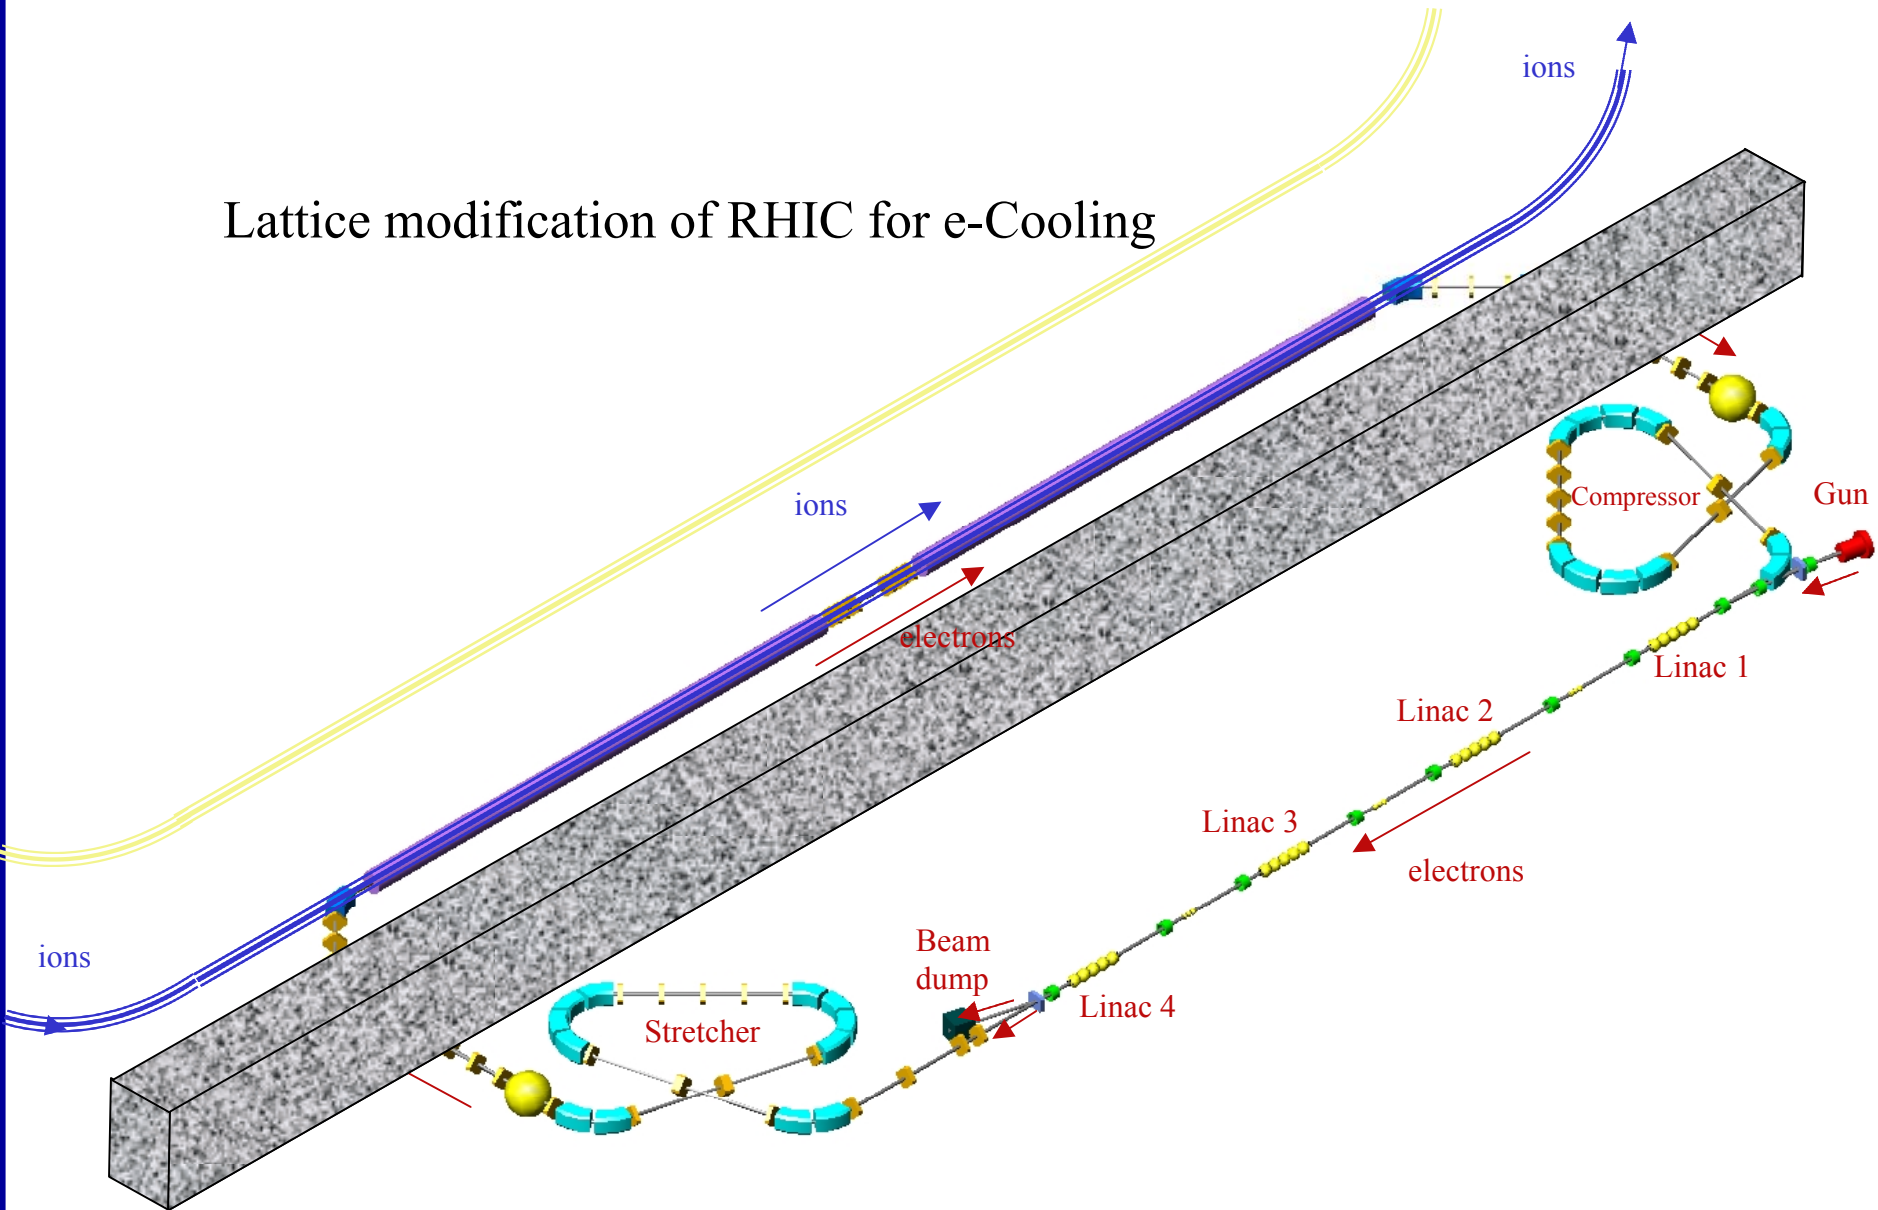 ions
Lattice modification of RHIC for e-Cooling
ions
Compressor
Gun
electrons
Linac 1
Linac 2
Linac 3
electrons
Beam
dump
ions
Linac 4
Stretcher